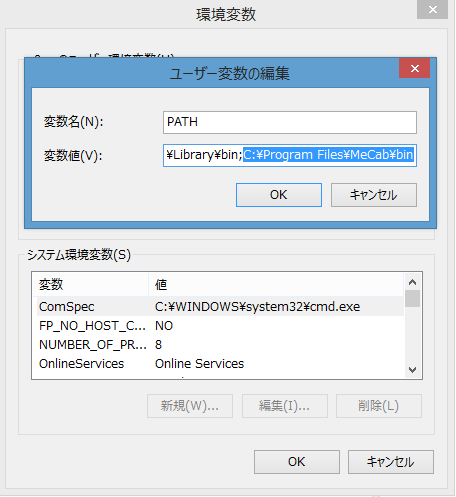 環境変数
ユーザー変数の編集
変数名(N):
PATH
変数値(V):
¥Library¥bin;C:¥Program Files¥MeCab¥bin
OK
キャンセル
システム環境変数(S)
変数 値
ComSpec C:¥WINDOWS¥system32¥cmd.exe
FP_NO_HOST_C... NO
NUMBER_OF_PR... 8
OnlineServices Online Services
新規(W)...
編集(I)...
削除(L)
OK
キャンセル